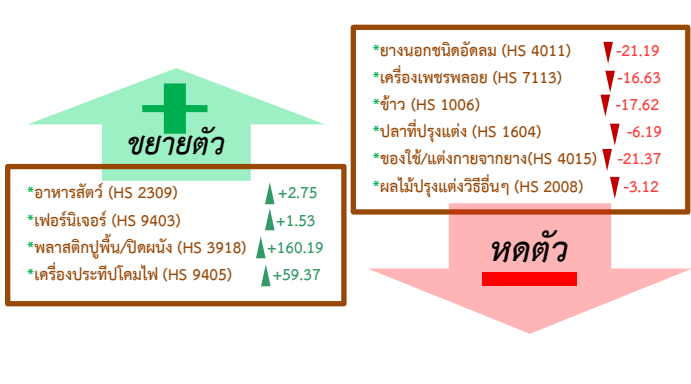 ขยายตัว
*อาหารสัตว์ (HS 2309) +2.75
*เฟอร์นิเจอร์ (HS 9403) +1.53
*พลาสติกปูพื้น/ปิดผนัง (HS 3918) +160.19
*เครื่องประทีปโคมไฟ (HS 9405) +59.37
*ยางนอกชนิดอัดลม (HS 4011) -21.19
*เครื่องเพชรพลอย (HS 7113) -16.63
*ข้าว (HS 1006) -17.62
*ปลาที่ปรุงแต่ง (HS 1604) -6.19
*ของใช้/แต่งกายจากยาง(HS 4015) -21.37
*ผลไม้ปรุงแต่งวิธีอื่นๆ (HS 2008) -3.12
หดตัว